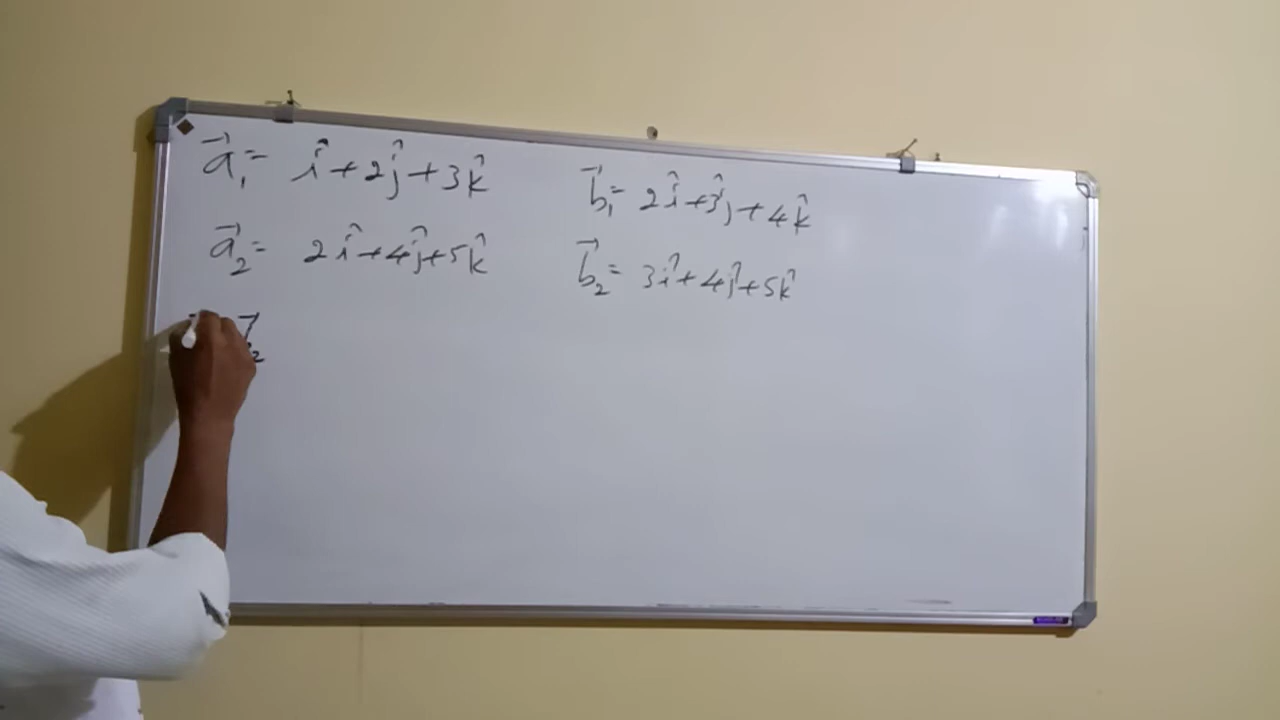 a⃗₁ = î + 2ĵ + 3k̂
b⃗₁ = 2î + 3ĵ + 4k̂
a⃗₂ = 2î + 4ĵ + 5k̂
b⃗₂ = 3î + 4ĵ + 5k̂